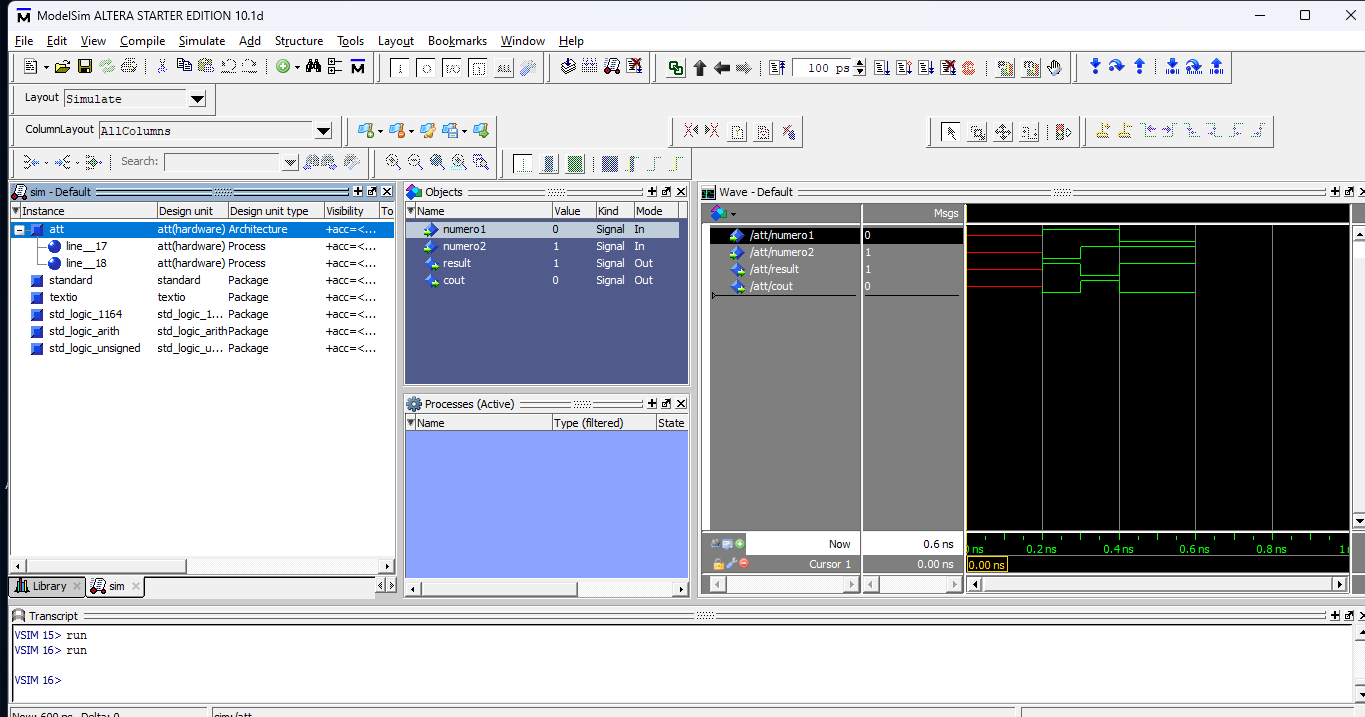 ModelSim ALTERA STARTER EDITION 10.1d
File Edit View Compile Simulate Add Structure Tools Layout Bookmarks Window Help
100 ps
Layout Simulate
ColumnLayout AllColumns
Search:
sim - Default
Instance Design unit Design unit type Visibility To
att att(hardware) Architecture +acc=<...
line__17 att(hardware) Process +acc=<...
line__18 att(hardware) Process +acc=<...
standard standard Package +acc=<...
textio textio Package +acc=<...
std_logic_1164 std_logic_1... Package +acc=<...
std_logic_arith std_logic_arith Package +acc=<...
std_logic_unsigned std_logic_u... Package +acc=<...
Library sim
Objects
Name Value Kind Mode
numero1 0 Signal In
numero2 1 Signal In
result 1 Signal Out
cout 0 Signal Out
Processes (Active)
Name Type (filtered) State
Wave - Default
Msgs
/att/numero1 0
/att/numero2 1
/att/result 1
/att/cout 0
Now 0.6 ns
ns 0.2 ns 0.4 ns 0.6 ns 0.8 ns 1
Cursor 1 0.00 ns 0.00 ns
Transcript
VSIM 15> run
VSIM 16> run
VSIM 16>
Now: 600 ps Delta: 0 sim:/att